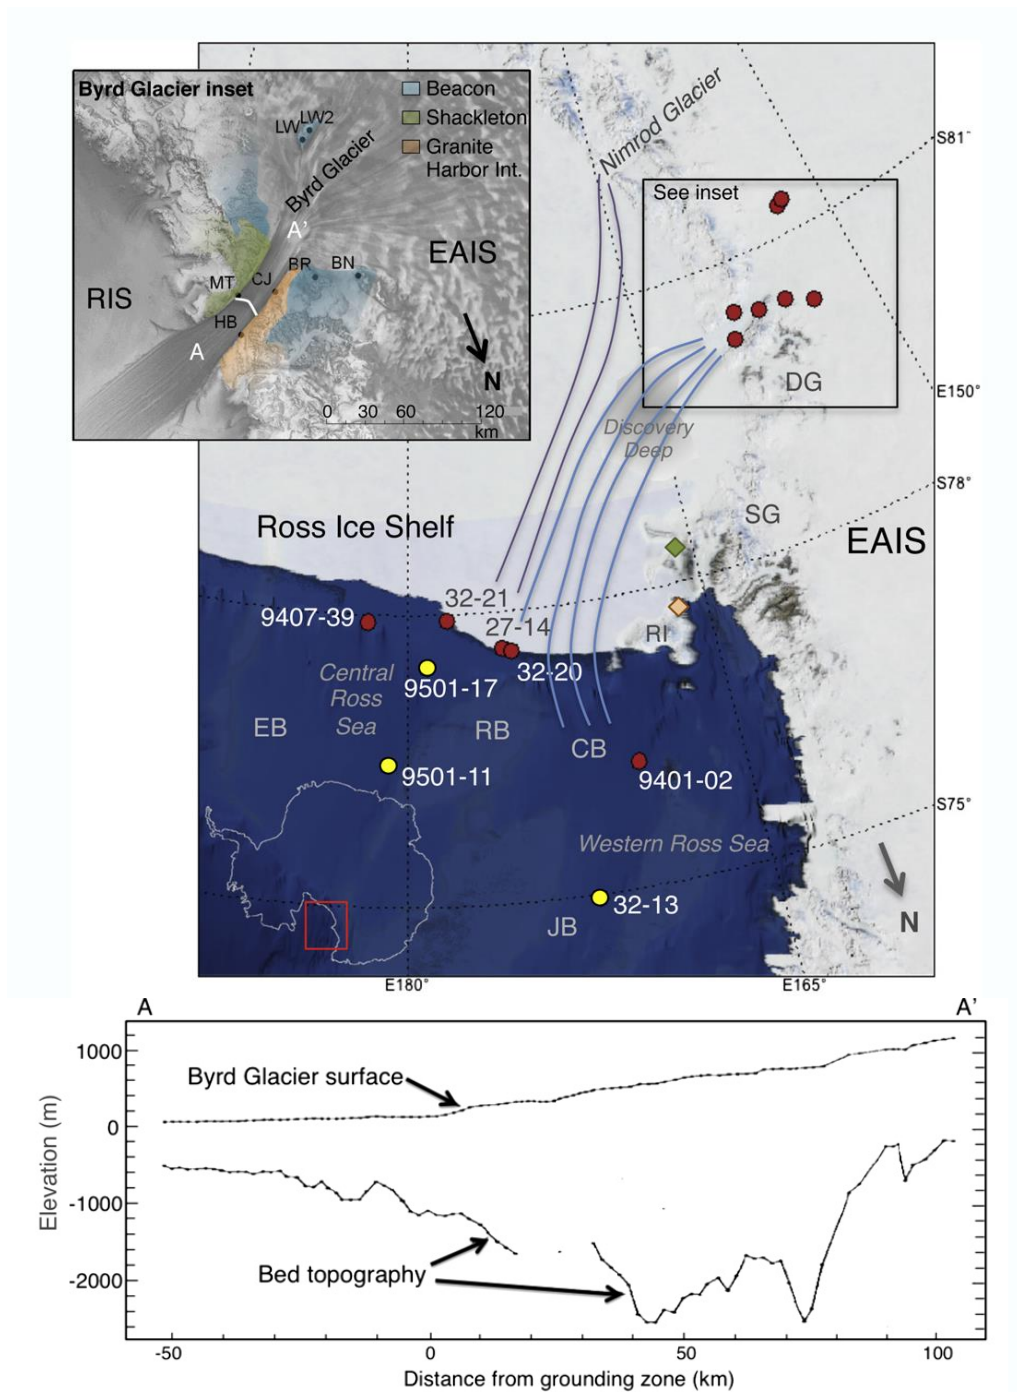 Byrd Glacier inset
Beacon
Shackleton
Granite
Harbor Int.
LW
LW2
Byrd Glacier
A'
EAIS
BR
BN
MT
CJ
RIS
HB
A
N
0 30 60 120
km
Nimrod Glacier
S81°
See inset
DG
E150°
Discovery
Deep
S78°
SG
EAIS
Ross Ice Shelf
32-21
9407-39
27-14
RI
32-20
Central
Ross
Sea
9501-17
EB
RB
CB
9501-11
9401-02
S75°
Western Ross Sea
32-13
JB
N
E180°
E165°
A
A'
1000
0
-1000
-2000
Elevation (m)
Byrd Glacier surface
Bed topography
-50 0 50 100
Distance from grounding zone (km)